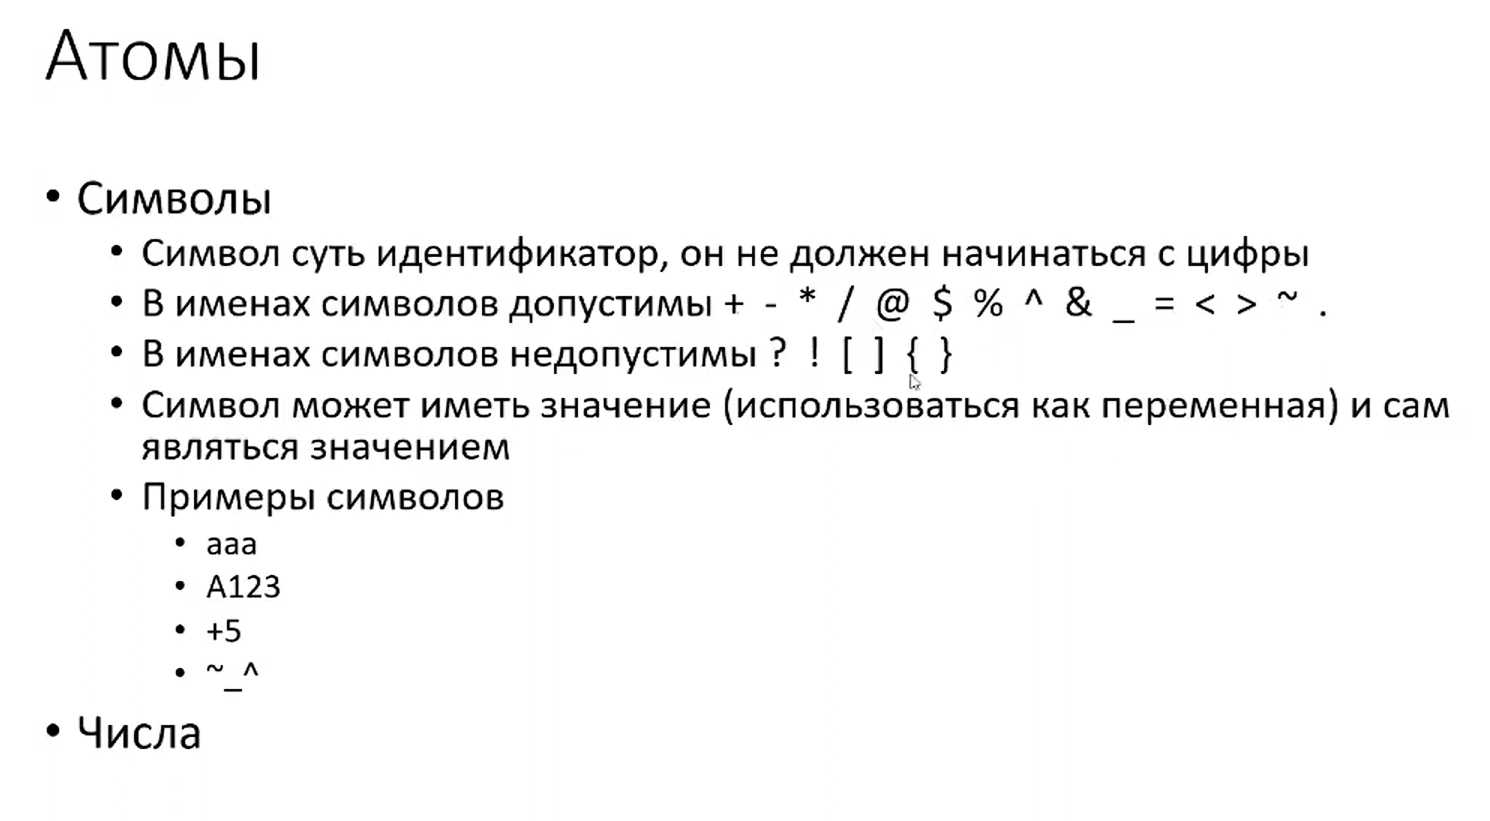 Атомы
• Символы
• Символ суть идентификатор, он не должен начинаться с цифры
• В именах символов допустимы + - * / @ $ % ^ & _ = < > ~ .
• В именах символов недопустимы ? ! [ ] { }
• Символ может иметь значение (использоваться как переменная) и сам
являться значением
• Примеры символов
• aaa
• A123
• +5
• ~_^
• Числа